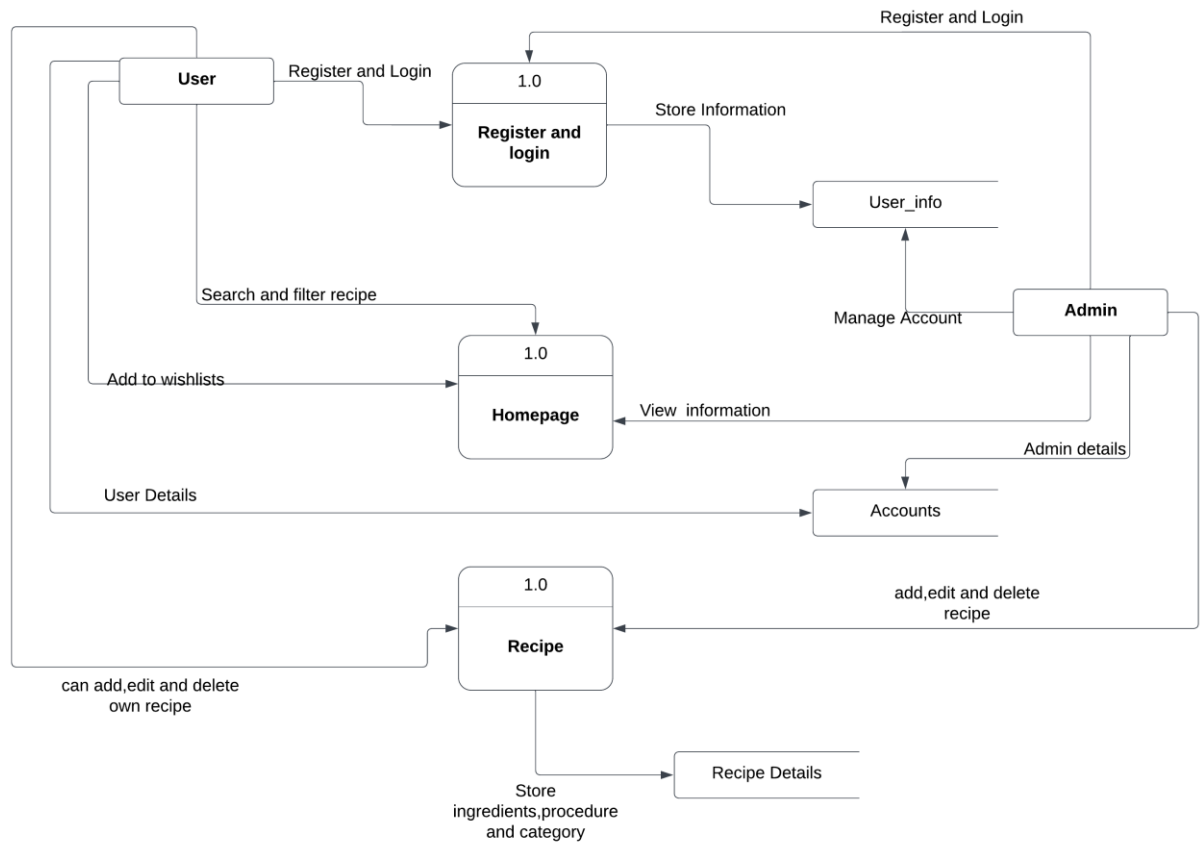 Register and Login
User
Register and Login
1.0
Register and
login
Store Information
User_info
Search and filter recipe
Admin
Manage Account
1.0
Add to wishlists
Homepage
View  information
Admin details
User Details
Accounts
1.0
add,edit and delete
recipe
Recipe
can add,edit and delete
own recipe
Recipe Details
Store
ingredients,procedure
and category